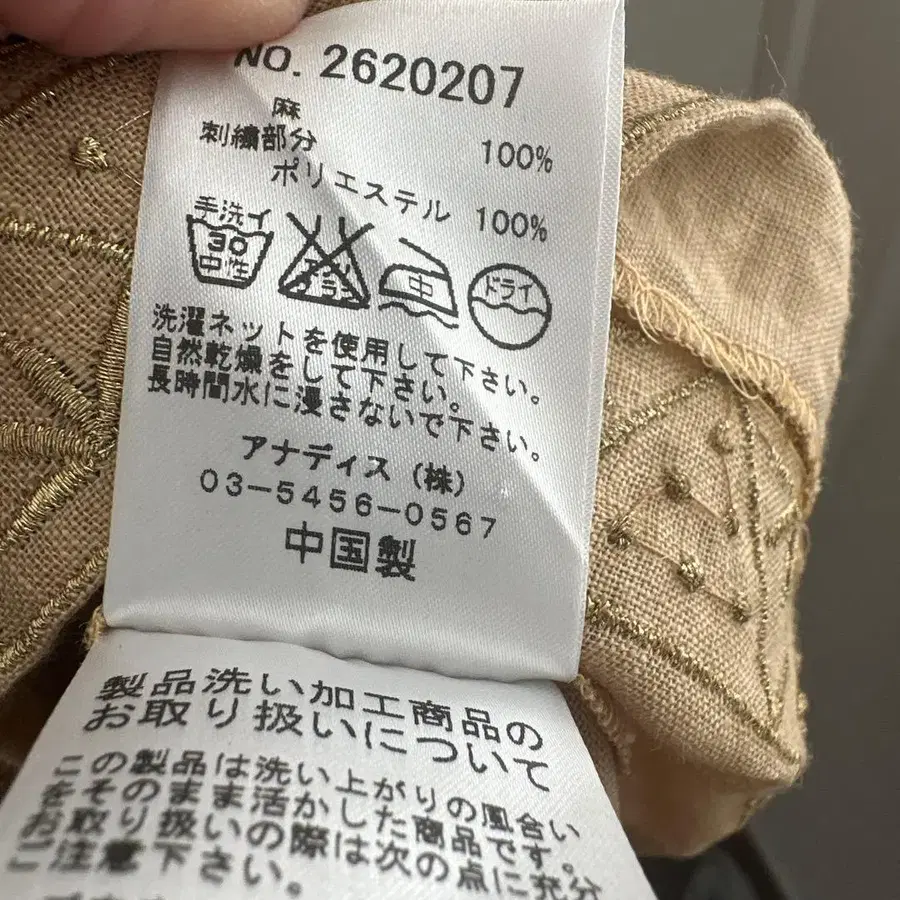 NO. 2620207
麻 100%
刺繍部分
ポリエステル 100%
手洗イ
30
中性
エンソ
サラシ
中
ドライ
洗濯ネットを使用して下さい。
自然乾燥をして下さい。
長時間水に浸さないで下さい。
アナディス(株)
03-5456-0567
中国製
製品洗い加工商品の
お取り扱いについて
この製品は洗い上がりの風合い
をそのまま活かした商品です。
お取り扱いの際は次の点に充分
ご注意下さい。